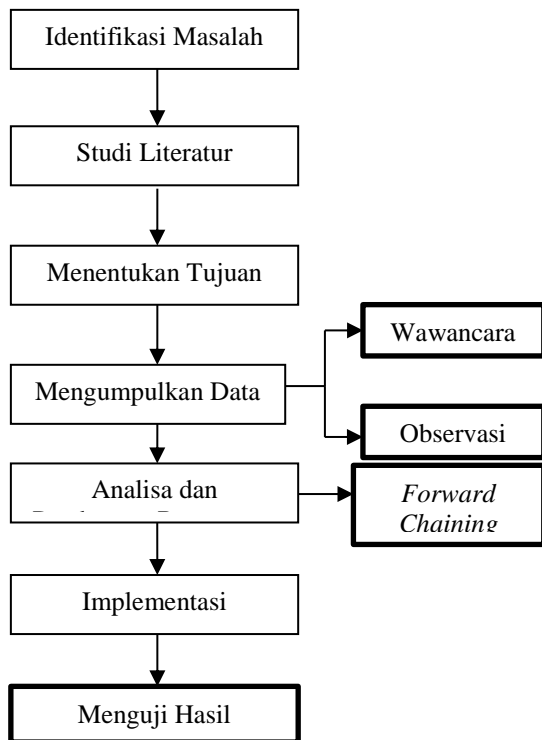 Identifikasi Masalah
Studi Literatur
Menentukan Tujuan
Wawancara
Mengumpulkan Data
Observasi
Analisa dan
Forward
Chaining
Implementasi
Menguji Hasil